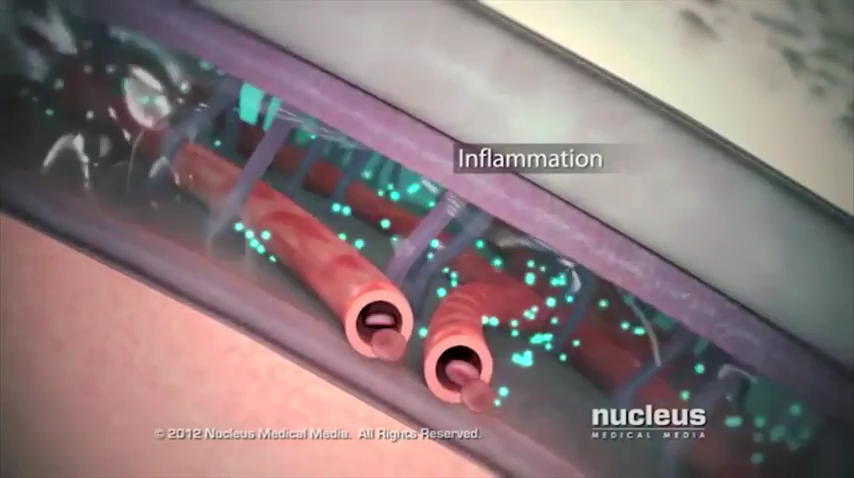 Inflammation
nucleus
MEDICAL MEDIA
© 2012 Nucleus Medical Media. All Rights Reserved.